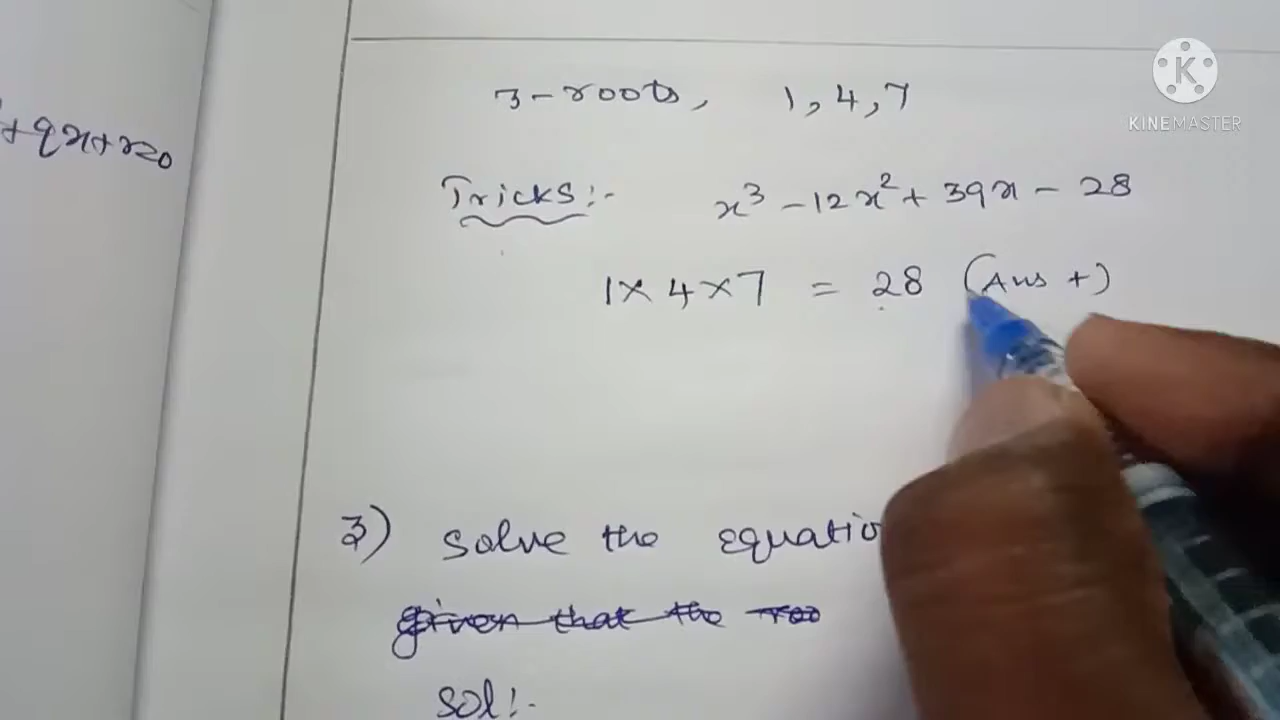 +qx+r=0
3-roots, 1, 4, 7
Tricks:- x³ - 12x² + 39x - 28
1 × 4 × 7 = 28 (Ans +)
3) solve the equatio
given that the roo
sol:-
KINEMASTER